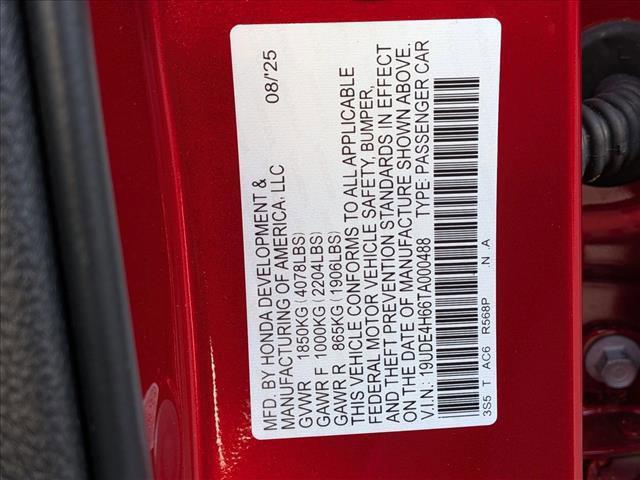 MFD. BY HONDA DEVELOPMENT &
MANUFACTURING OF AMERICA, LLC 08/'25
GVWR 1850KG(4078LBS)
GAWR F 1000KG(2204LBS)
GAWR R 865KG(1906LBS)
THIS VEHICLE CONFORMS TO ALL APPLICABLE
FEDERAL MOTOR VEHICLE SAFETY, BUMPER,
AND THEFT PREVENTION STANDARDS IN EFFECT
ON THE DATE OF MANUFACTURE SHOWN ABOVE.
V.I.N.: 19UDE4H66TA000488 TYPE: PASSENGER CAR
3S5 T AC6 R568P .N.A